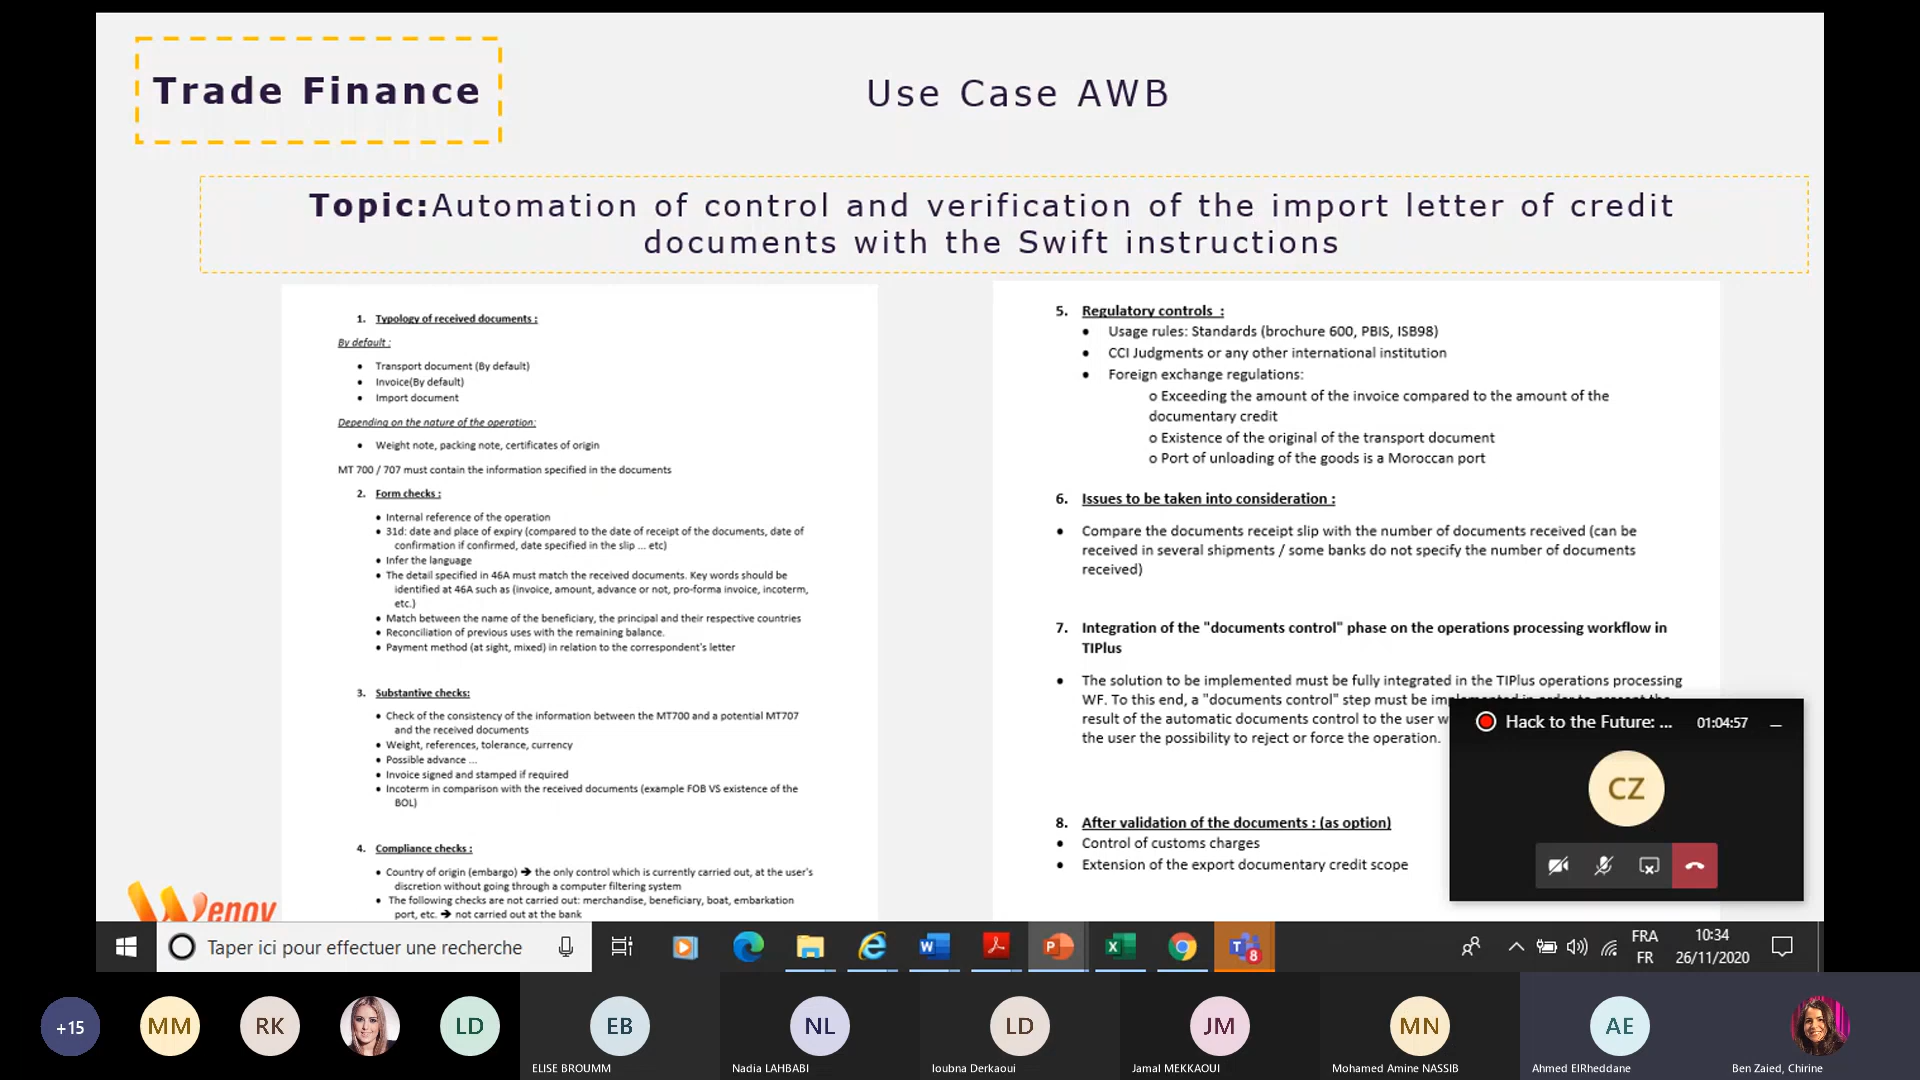 Trade Finance
Use Case AWB
Topic:Automation of control and verification of the import letter of credit
documents with the Swift instructions
1. Typology of received documents :
By default :
• Transport document (By default)
• Invoice(By default)
• Import document
Depending on the nature of the operation:
• Weight note, packing note, certificates of origin
MT 700 / 707 must contain the information specified in the documents
2. Form checks :
• Internal reference of the operation
• 31d: date and place of expiry (compared to the date of receipt of the documents, date of
confirmation if confirmed, date specified in the slip ... etc)
• Infer the language
• The detail specified in 46A must match the received documents. Key words should be
identified at 46A such as (invoice, amount, advance or not, pro-forma invoice, incoterm,
etc.)
• Match between the name of the beneficiary, the principal and their respective countries
• Reconciliation of previous uses with the remaining balance.
• Payment method (at sight, mixed) in relation to the correspondent's letter
3. Substantive checks:
• Check of the consistency of the information between the MT700 and a potential MT707
and the received documents
• Weight, references, tolerance, currency
• Possible advance ...
• Invoice signed and stamped if required
• Incoterm in comparison with the received documents (example FOB VS existence of the
BOL)
4. Compliance checks :
• Country of origin (embargo) ➔ the only control which is currently carried out, at the user's
discretion without going through a computer filtering system
• The following checks are not carried out: merchandise, beneficiary, boat, embarkation
port, etc. ➔ not carried out at the bank
5. Regulatory controls :
• Usage rules: Standards (brochure 600, PBIS, ISB98)
• CCI Judgments or any other international institution
• Foreign exchange regulations:
o Exceeding the amount of the invoice compared to the amount of the
documentary credit
o Existence of the original of the transport document
o Port of unloading of the goods is a Moroccan port
6. Issues to be taken into consideration :
• Compare the documents receipt slip with the number of documents received (can be
received in several shipments / some banks do not specify the number of documents
received)
7. Integration of the "documents control" phase on the operations processing workflow in
TIPlus
• The solution to be implemented must be fully integrated in the TIPlus operations processing
WF. To this end, a "documents control" step must be
result of the automatic documents control to the user
the user the possibility to reject or force the operation.
8. After validation of the documents : (as option)
• Control of customs charges
• Extension of the export documentary credit scope
Wenov
Hack to the Future: ...
01:04:57
CZ
Taper ici pour effectuer une recherche
8
FRA
FR
10:34
26/11/2020
+15
MM
RK
LD
EB
NL
LD
JM
MN
AE
ELISE BROUMM
Nadia LAHBABI
loubna Derkaoui
Jamal MEKKAOUI
Mohamed Amine NASSIB
Ahmed ElRheddane
Ben Zaied, Chirine